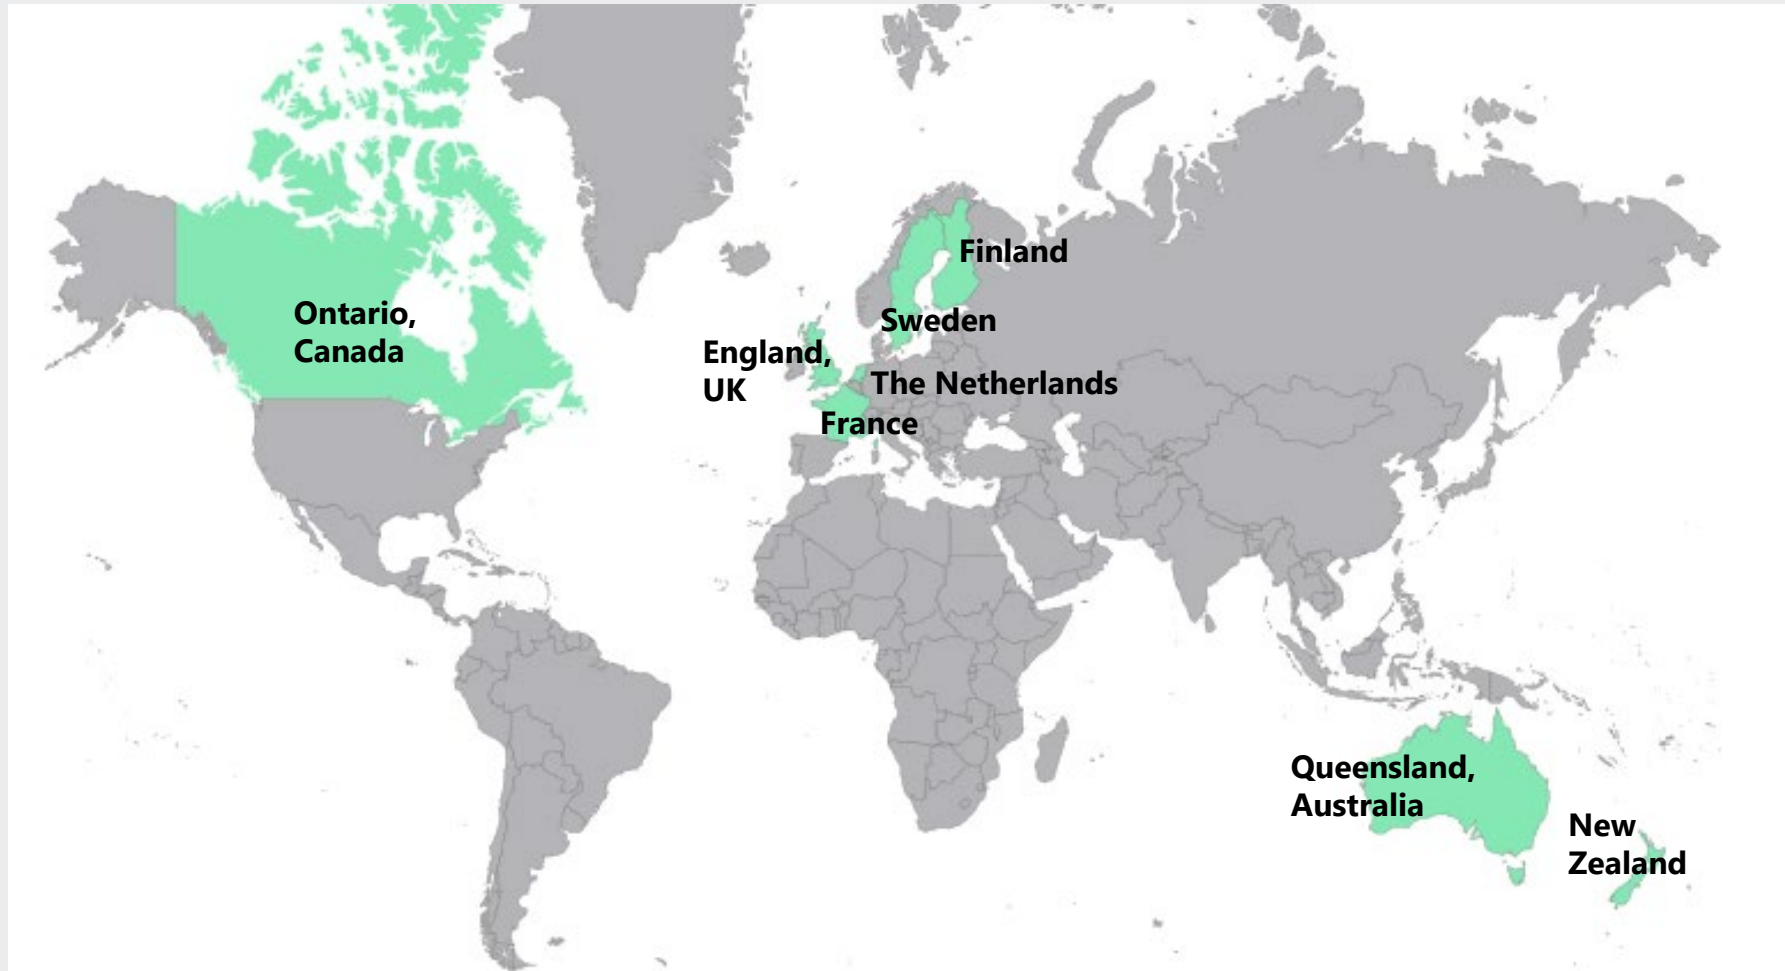 Finland
Ontario,
Canada
Sweden
England,
UK
The Netherlands
France
Queensland,
Australia
New
Zealand